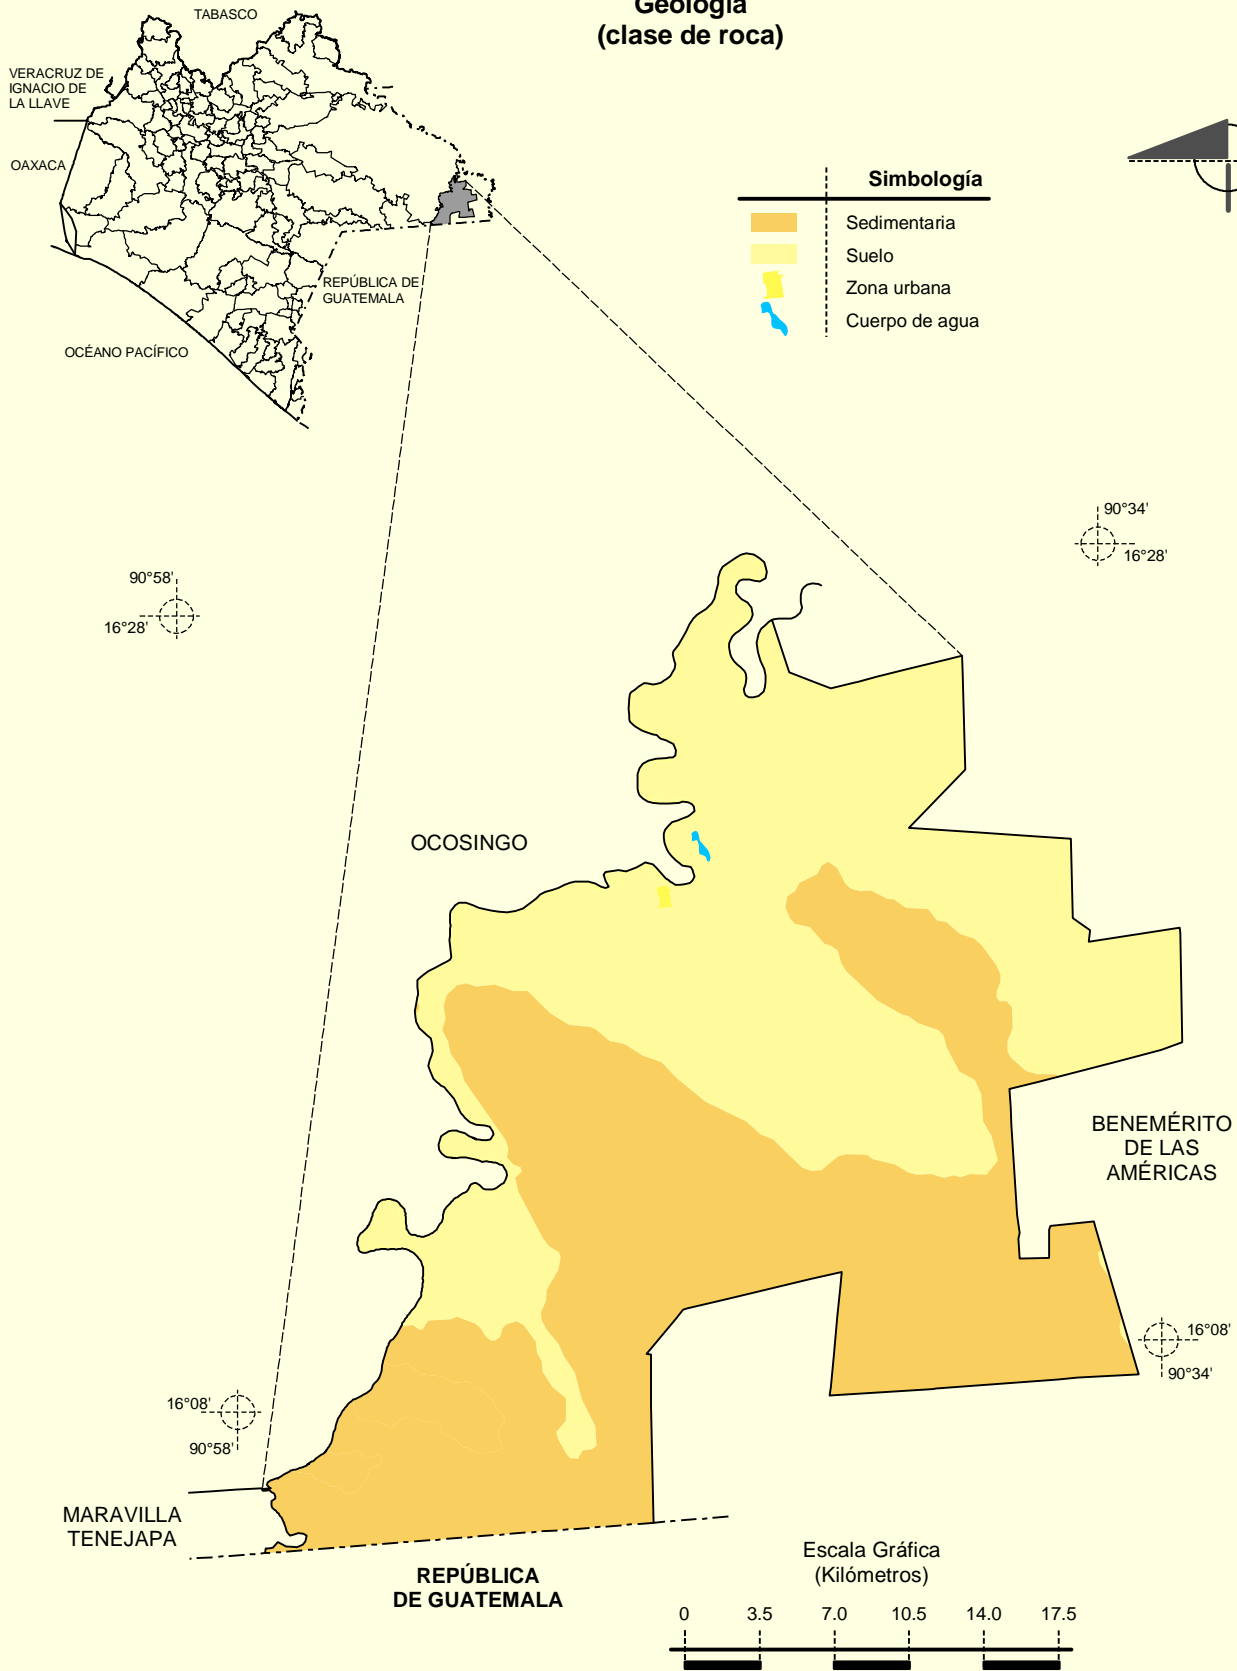 Geología
(clase de roca)
TABASCO
VERACRUZ DE
IGNACIO DE
LA LLAVE
OAXACA
REPÚBLICA DE
GUATEMALA
OCÉANO PACÍFICO
Simbología
Sedimentaria
Suelo
Zona urbana
Cuerpo de agua
90°34'
16°28'
90°58'
16°28'
OCOSINGO
BENEMÉRITO
DE LAS
AMÉRICAS
16°08'
90°34'
16°08'
90°58'
MARAVILLA
TENEJAPA
REPÚBLICA
DE GUATEMALA
Escala Gráfica
(Kilómetros)
0 3.5 7.0 10.5 14.0 17.5